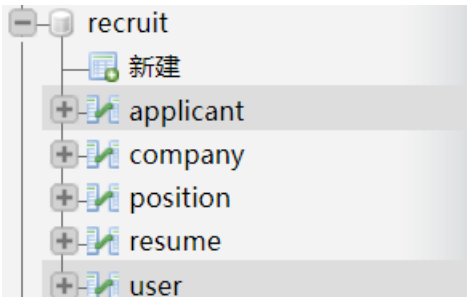 recruit
新建
applicant
company
position
resume
user